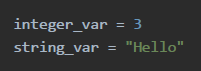 integer_var = 3
string_var = "Hello"